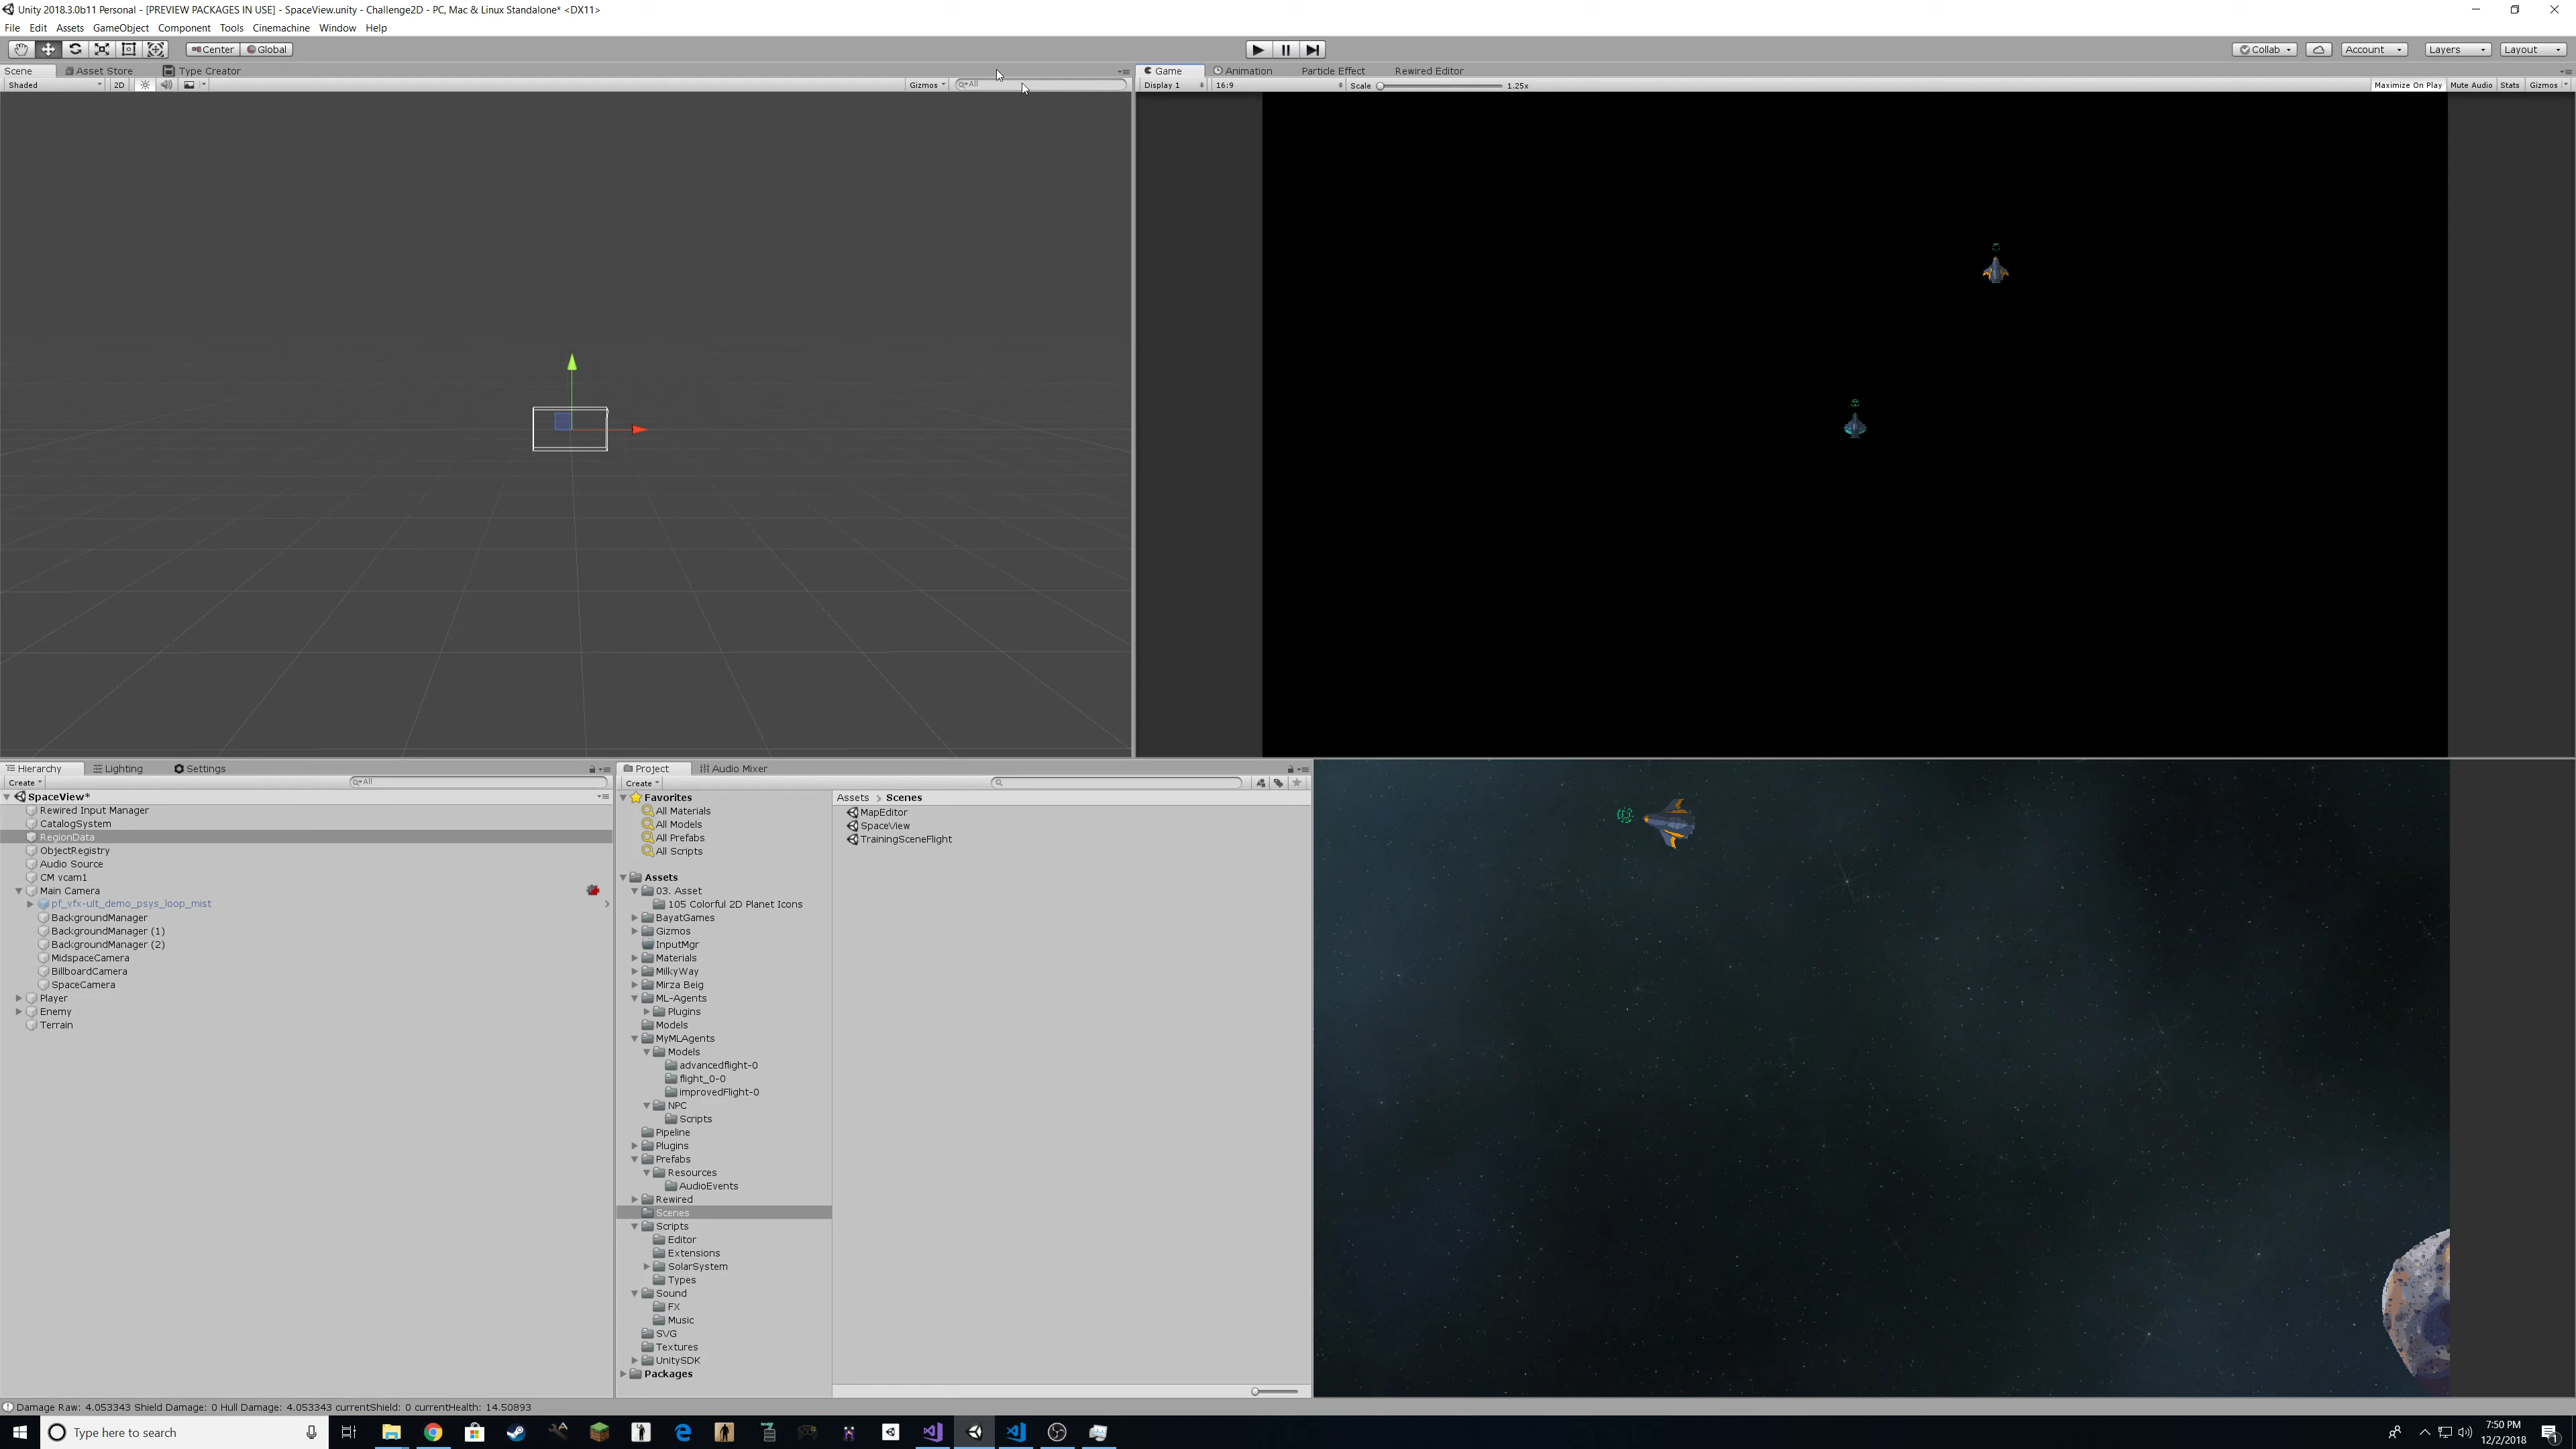 Unity 2018.3.0b11 Personal - [PREVIEW PACKAGES IN USE] - SpaceView.unity - Challenge2D - PC, Mac & Linux Standalone* <DX11>
File Edit Assets GameObject Component Tools Cinemachine Window Help
Center Global Collab Account Layers Layout
Scene Asset Store Type Creator
Shaded 2D Gizmos All
Game Animation Particle Effect Rewired Editor
Display 1 16:9 Scale 1.25x Maximize On Play Mute Audio Stats Gizmos
Hierarchy Lighting Settings
Create All
SpaceView*
Rewired Input Manager
CatalogSystem
RegionData
ObjectRegistry
Audio Source
CM vcam1
Main Camera
pf_vfx-ult_demo_psys_loop_mist
BackgroundManager
BackgroundManager (1)
BackgroundManager (2)
MidspaceCamera
BillboardCamera
SpaceCamera
Player
Enemy
Terrain
Project Audio Mixer
Create
Favorites
All Materials
All Models
All Prefabs
All Scripts
Assets
03. Asset
105 Colorful 2D Planet Icons
BayatGames
Gizmos
InputMgr
Materials
MilkyWay
Mirza Beig
ML-Agents
Plugins
Models
MyMLAgents
Models
advancedflight-0
flight_0-0
improvedFlight-0
NPC
Scripts
Pipeline
Plugins
Prefabs
Resources
AudioEvents
Rewired
Scenes
Scripts
Editor
Extensions
SolarSystem
Types
Sound
FX
Music
SVG
Textures
UnitySDK
Packages
Assets > Scenes
MapEditor
SpaceView
TrainingSceneFlight
Damage Raw: 4.053343 Shield Damage: 0 Hull Damage: 4.053343 currentShield: 0 currentHealth: 14.50893
Type here to search
7:50 PM
12/2/2018
1